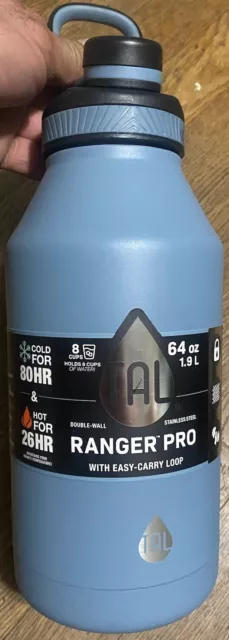 COLD
FOR
80HR
&
HOT
FOR
26HR
8
CUPS
HOLDS 8 CUPS
OF WATER!
64 oz
1.9 L
TAL
DOUBLE-WALL
STAINLESS STEEL
RANGER™ PRO
WITH EASY-CARRY LOOP
TAL